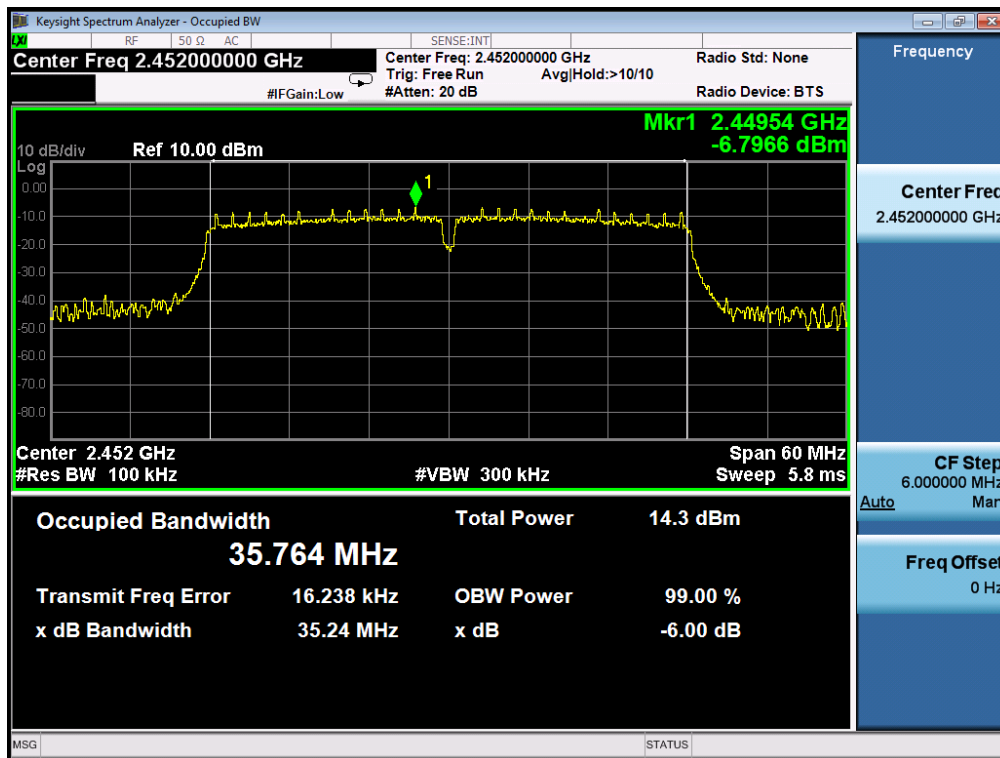 Keysight Spectrum Analyzer - Occupied BW
LXI
RF
50 Ω
AC
SENSE:INT
Center Freq 2.452000000 GHz
#IFGain:Low
Center Freq: 2.452000000 GHz
Trig: Free Run
Avg|Hold:>10/10
#Atten: 20 dB
Radio Std: None
Radio Device: BTS
Mkr1 2.44954 GHz
-6.7966 dBm
10 dB/div
Ref 10.00 dBm
Log
1
0.00
-10.0
-20.0
-30.0
-40.0
-50.0
-60.0
-70.0
-80.0
Center 2.452 GHz
Span 60 MHz
#Res BW 100 kHz
#VBW 300 kHz
Sweep 5.8 ms
Occupied Bandwidth
Total Power
14.3 dBm
35.764 MHz
Transmit Freq Error
16.238 kHz
OBW Power
99.00 %
x dB Bandwidth
35.24 MHz
x dB
-6.00 dB
MSG
STATUS
Frequency
Center Freq
2.452000000 GHz
CF Step
6.000000 MHz
Auto
Man
Freq Offset
0 Hz